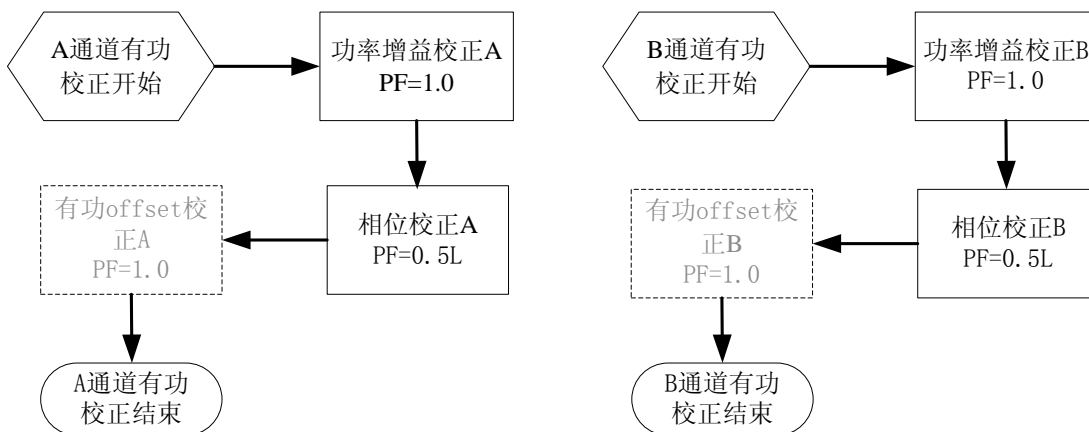 A通道有功
校正开始
功率增益校正A
PF=1.0
相位校正A
PF=0.5L
有功offset校
正A
PF=1.0
A通道有功
校正结束
B通道有功
校正开始
功率增益校正B
PF=1.0
相位校正B
PF=0.5L
有功offset校
正B
PF=1.0
B通道有功
校正结束